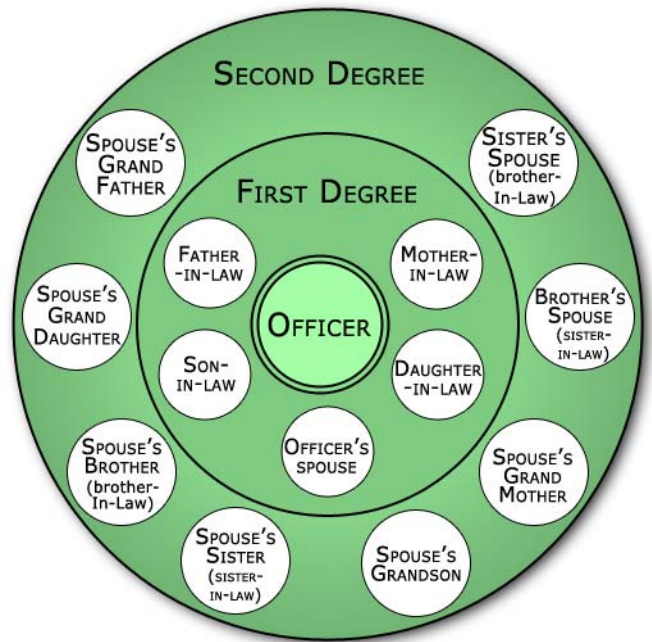 SECOND DEGREE
SPOUSE'S
GRAND
FATHER
SISTER'S
SPOUSE
(brother-
In-Law)
FIRST DEGREE
FATHER
-IN-LAW
MOTHER-
IN-LAW
SPOUSE'S
GRAND
DAUGHTER
OFFICER
BROTHER'S
SPOUSE
(SISTER-
IN-LAW)
SON-
IN-LAW
DAUGHTER
-IN-LAW
OFFICER'S
SPOUSE
SPOUSE'S
BROTHER
(brother-
In-Law)
SPOUSE'S
GRAND
MOTHER
SPOUSE'S
SISTER
(SISTER-
IN-LAW)
SPOUSE'S
GRANDSON